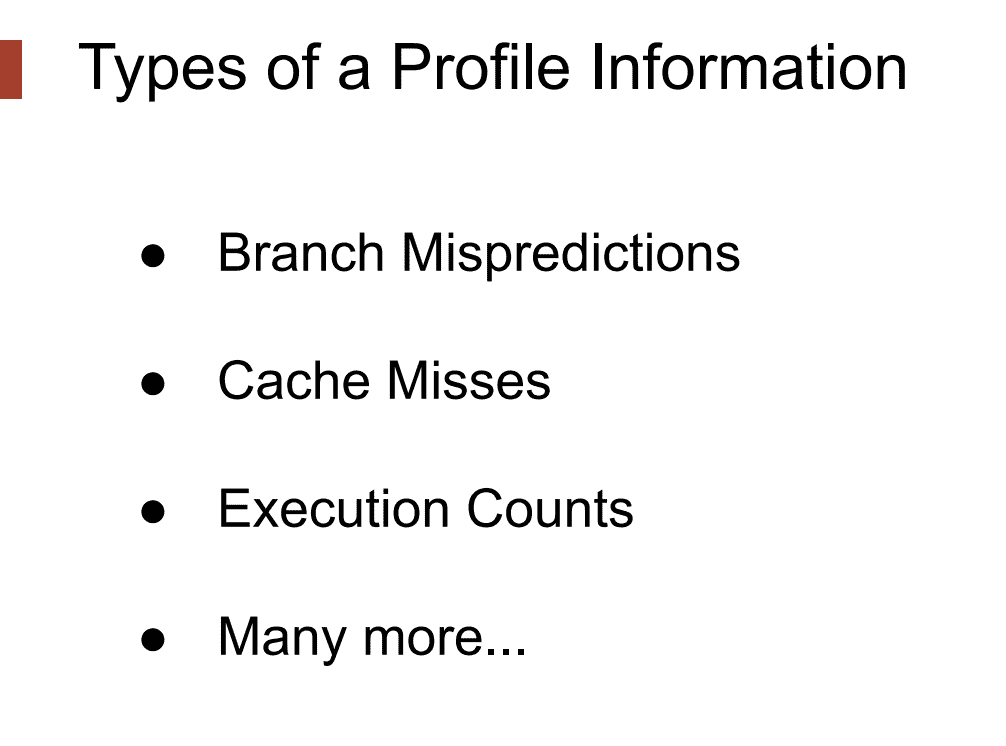 Types of a Profile Information
● Branch Mispredictions
● Cache Misses
● Execution Counts
● Many more...